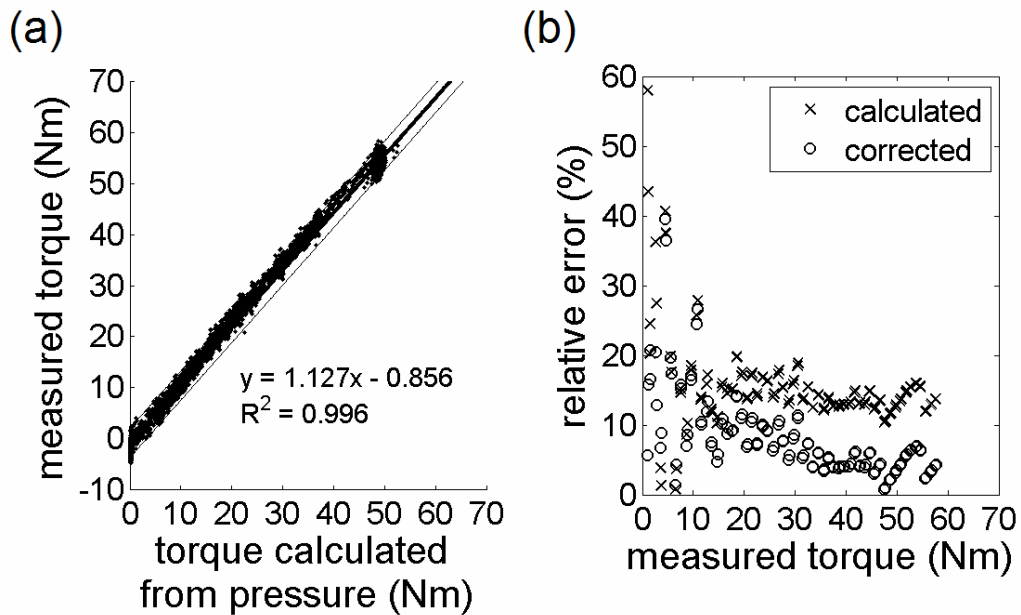 (a)
measured torque (Nm)
70
60
50
40
30
20
10
0
-10
y = 1.127x - 0.856
R² = 0.996
0 10 20 30 40 50 60 70
torque calculated
from pressure (Nm)
(b)
relative error (%)
60
50
40
30
20
10
0
× calculated
○ corrected
0 10 20 30 40 50 60 70
measured torque (Nm)